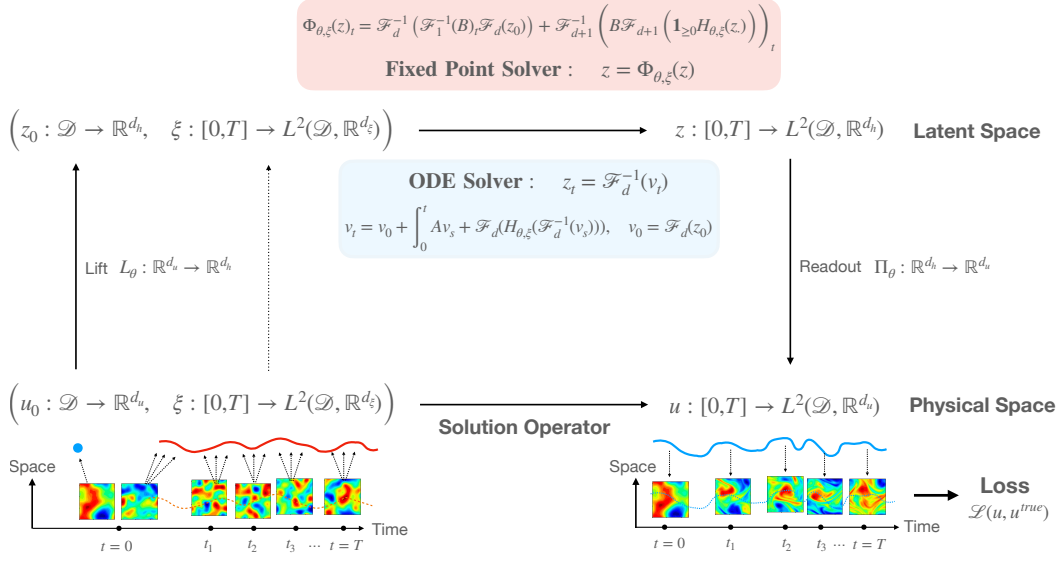 Φ_{θ,ξ}(z)_t = ℱ_d^{-1} (ℱ_1^{-1}(B)_t ℱ_d(z_0)) + ℱ_{d+1}^{-1} (B ℱ_{d+1} (𝟏_{≥0} H_{θ,ξ}(z.)))_t
Fixed Point Solver : z = Φ_{θ,ξ}(z)
(z_0 : 𝒟 → ℝ^{d_h}, ξ : [0,T] → L^2(𝒟, ℝ^{d_ξ}))
z : [0,T] → L^2(𝒟, ℝ^{d_h})
Latent Space
ODE Solver : z_t = ℱ_d^{-1}(v_t)
v_t = v_0 + ∫_0^t Av_s + ℱ_d(H_{θ,ξ}(ℱ_d^{-1}(v_s))), v_0 = ℱ_d(z_0)
Lift L_θ : ℝ^{d_u} → ℝ^{d_h}
Readout Π_θ : ℝ^{d_h} → ℝ^{d_u}
(u_0 : 𝒟 → ℝ^{d_u}, ξ : [0,T] → L^2(𝒟, ℝ^{d_ξ}))
Solution Operator
u : [0,T] → L^2(𝒟, ℝ^{d_u})
Physical Space
Space
Time
t = 0 t_1 t_2 t_3 ... t = T
Space
Time
t = 0 t_1 t_2 t_3 ... t = T
Loss
ℒ(u, u^{true})